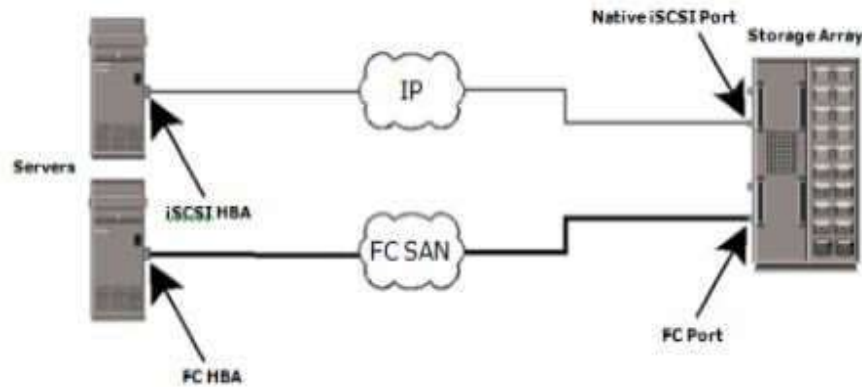 Native iSCSI Port
Storage Array
IP
Servers
iSCSI HBA
FC SAN
FC Port
FC HBA